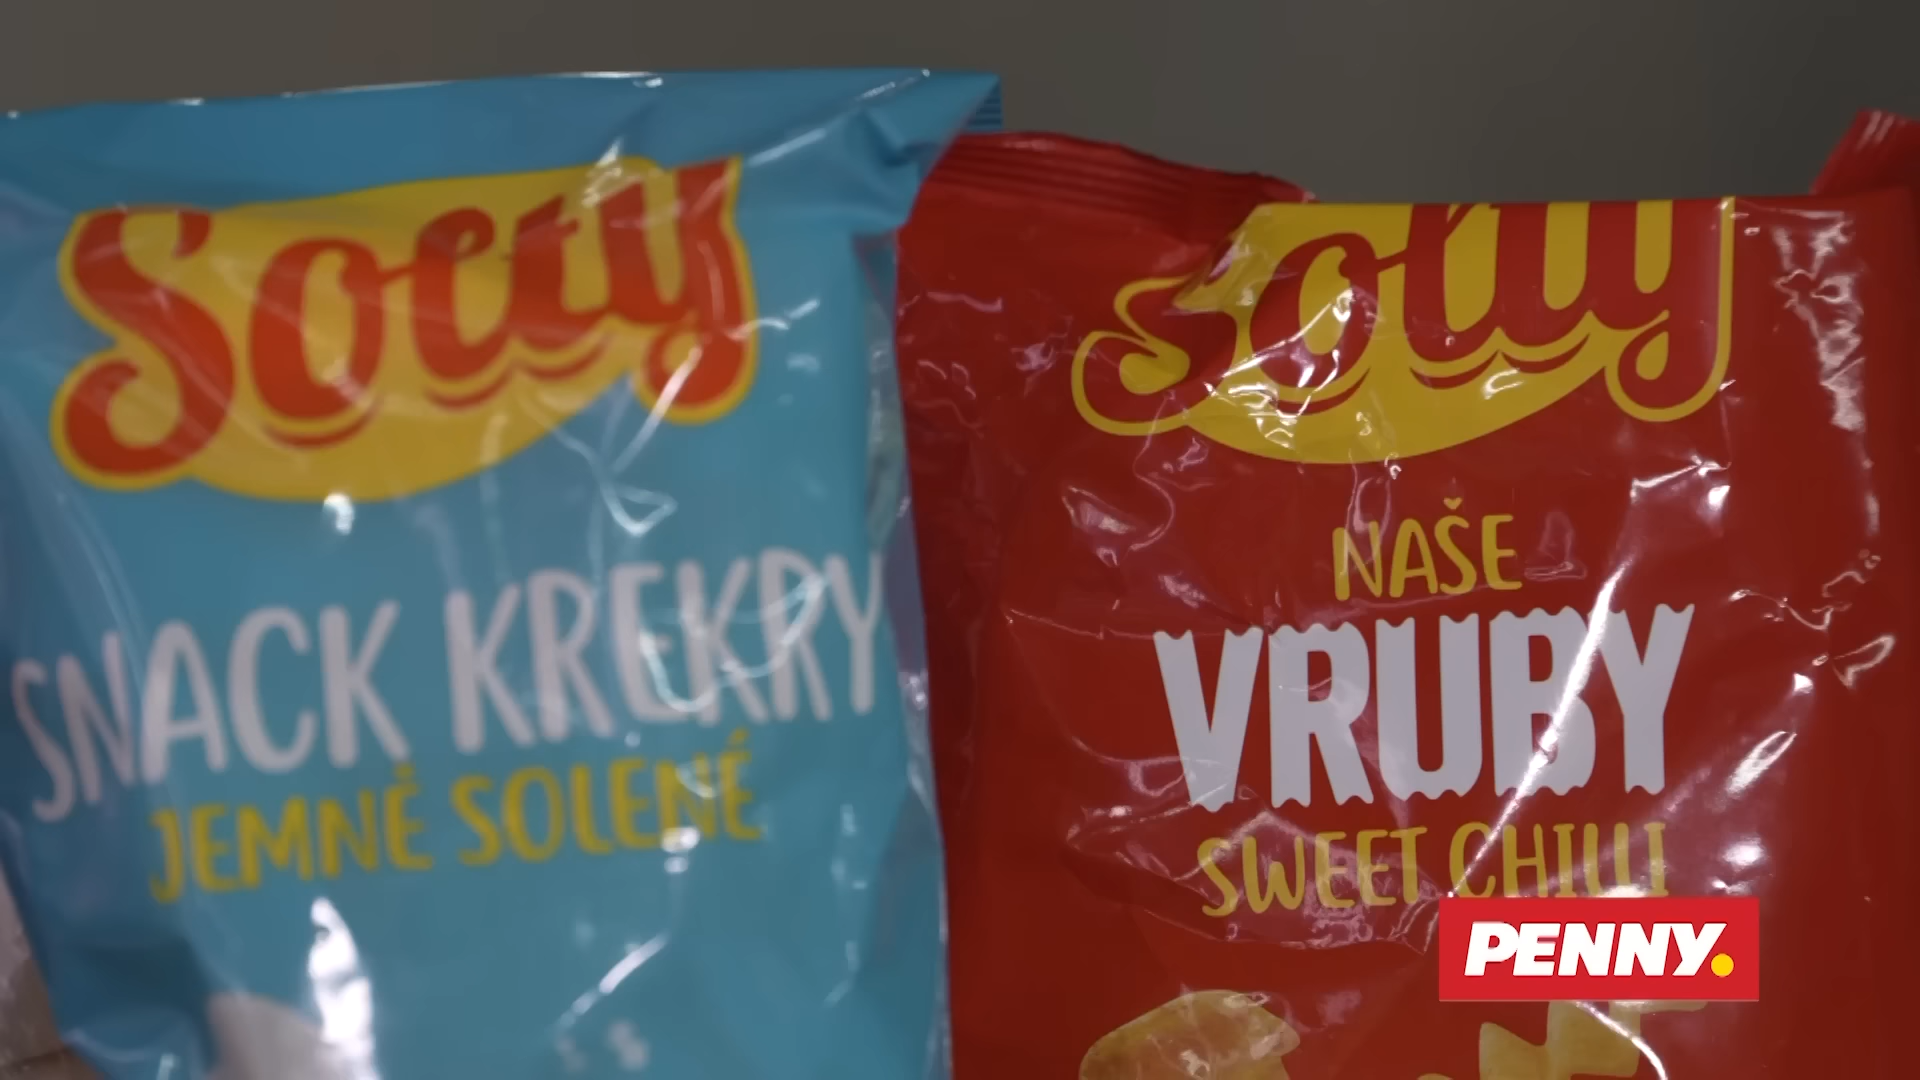 Solty
SNACK KREKRY
JEMNĚ SOLENÉ
Solty
NAŠE
VRUBY
SWEET CHILLI
PENNY.